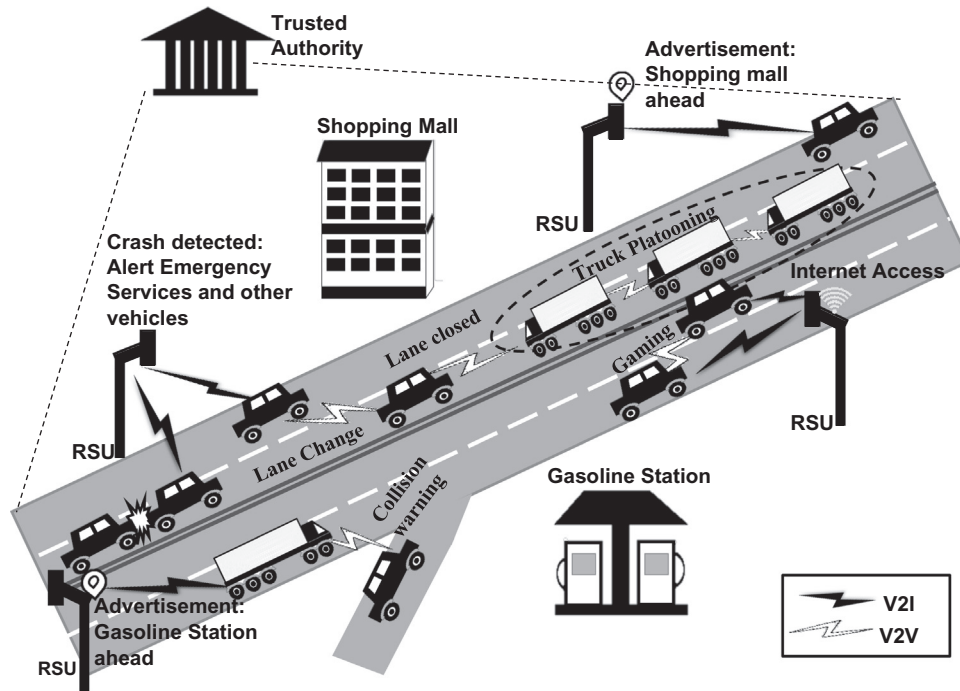 Trusted
Authority
Advertisement:
Shopping mall
ahead
Shopping Mall
RSU
Truck Platooning
Crash detected:
Alert Emergency
Services and other
vehicles
Internet Access
Lane closed
Gaming
RSU
RSU
Lane Change
Collision
warning
Gasoline Station
Advertisement:
Gasoline Station
ahead
RSU
V2I
V2V